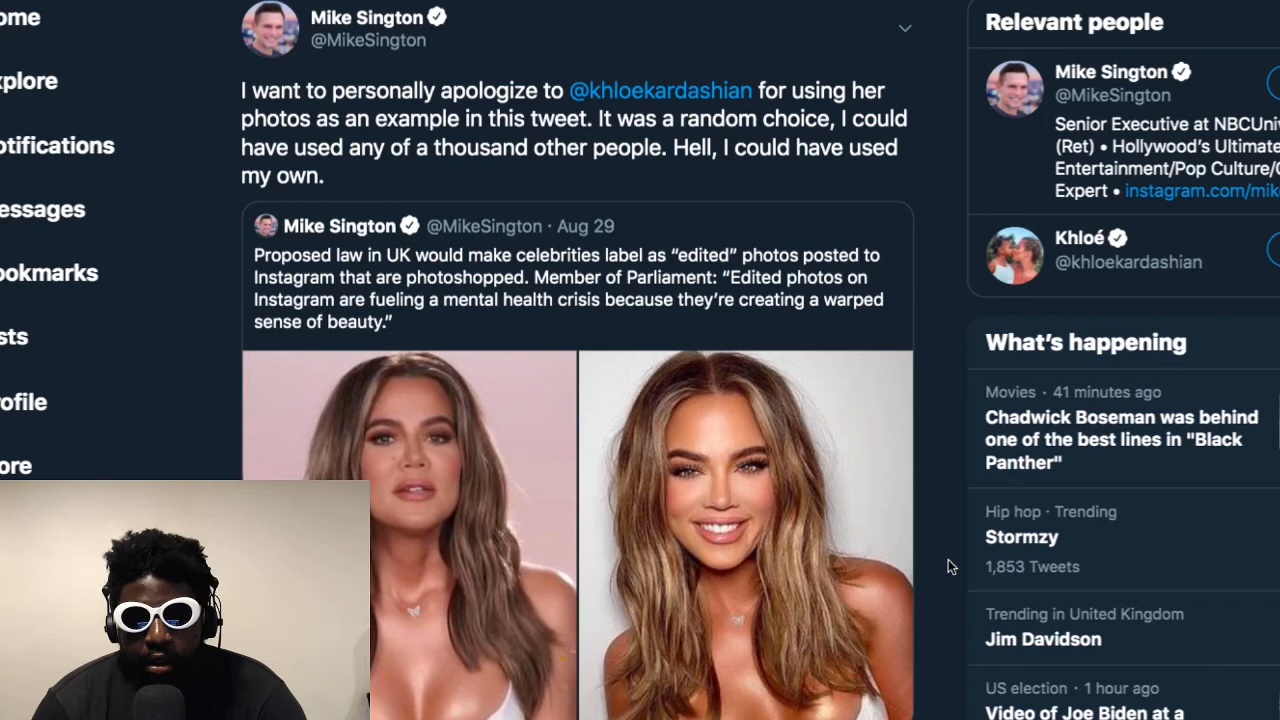 ome
xplore
otifications
essages
ookmarks
sts
ofile
ore
Mike Sington
@MikeSington
I want to personally apologize to @khloekardashian for using her
photos as an example in this tweet. It was a random choice, I could
have used any of a thousand other people. Hell, I could have used
my own.
Mike Sington @MikeSington · Aug 29
Proposed law in UK would make celebrities label as “edited” photos posted to
Instagram that are photoshopped. Member of Parliament: “Edited photos on
Instagram are fueling a mental health crisis because they’re creating a warped
sense of beauty.”
Relevant people
Mike Sington
@MikeSington
Senior Executive at NBCUni
(Ret) • Hollywood’s Ultimate
Entertainment/Pop Culture/
Expert • instagram.com/mik
Khloé
@khloekardashian
What’s happening
Movies · 41 minutes ago
Chadwick Boseman was behind
one of the best lines in "Black
Panther"
Hip hop · Trending
Stormzy
1,853 Tweets
Trending in United Kingdom
Jim Davidson
US election · 1 hour ago
Video of Joe Biden at a